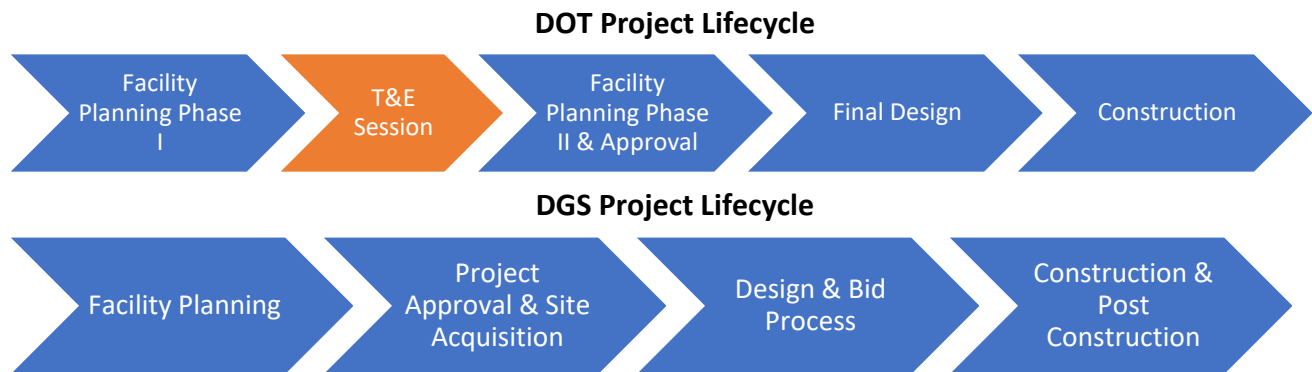 DOT Project Lifecycle
Facility
Planning Phase
I
T&E
Session
Facility
Planning Phase
II & Approval
Final Design
Construction
DGS Project Lifecycle
Facility Planning
Project
Approval & Site
Acquisition
Design & Bid
Process
Construction &
Post
Construction